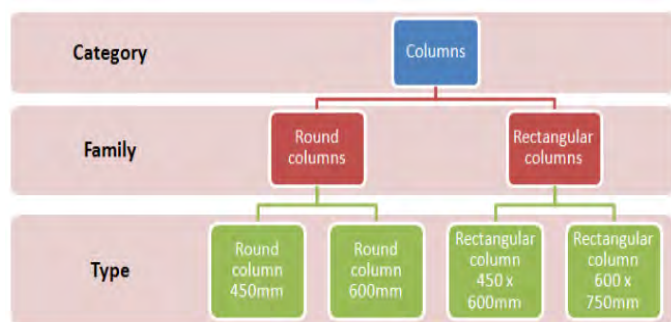 Category
Columns
Family
Round
columns
Rectangular
columns
Type
Round
column
450mm
Round
column
600mm
Rectangular
column
450 x
600mm
Rectangular
column
600 x
750mm